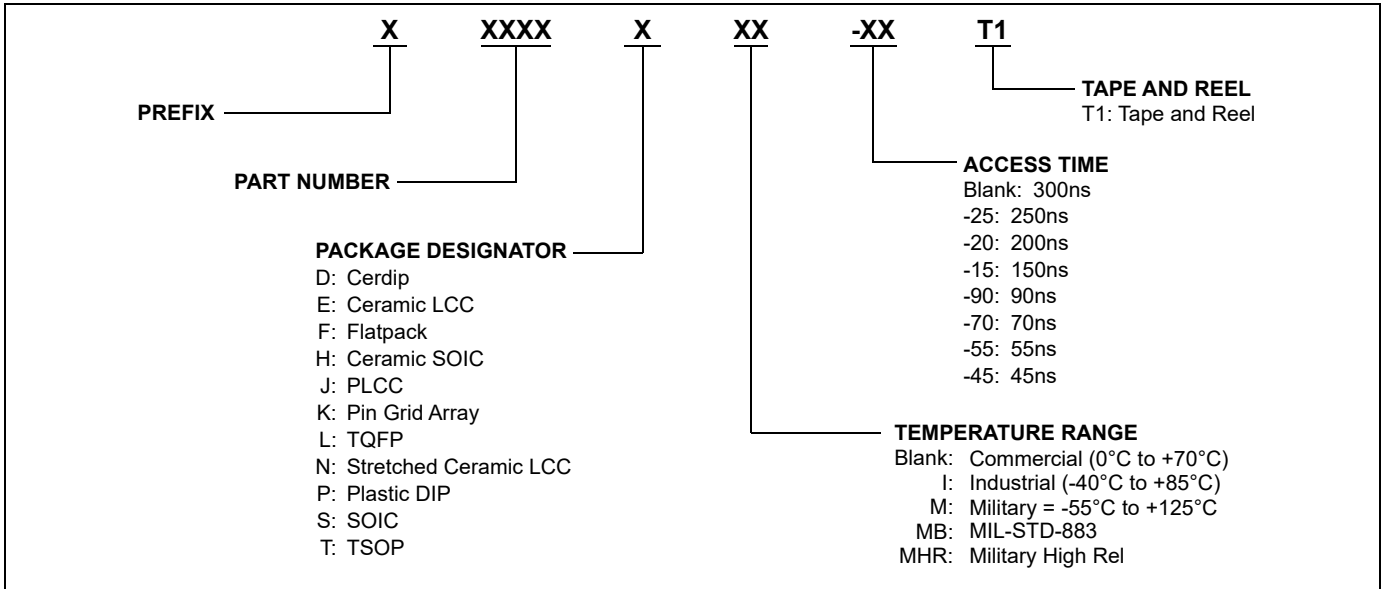 X XXXX X XX -XX T1
PREFIX
PART NUMBER
PACKAGE DESIGNATOR
D: Cerdip
E: Ceramic LCC
F: Flatpack
H: Ceramic SOIC
J: PLCC
K: Pin Grid Array
L: TQFP
N: Stretched Ceramic LCC
P: Plastic DIP
S: SOIC
T: TSOP
TAPE AND REEL
T1: Tape and Reel
ACCESS TIME
Blank: 300ns
-25: 250ns
-20: 200ns
-15: 150ns
-90: 90ns
-70: 70ns
-55: 55ns
-45: 45ns
TEMPERATURE RANGE
Blank: Commercial (0°C to +70°C)
I: Industrial (-40°C to +85°C)
M: Military = -55°C to +125°C
MB: MIL-STD-883
MHR: Military High Rel